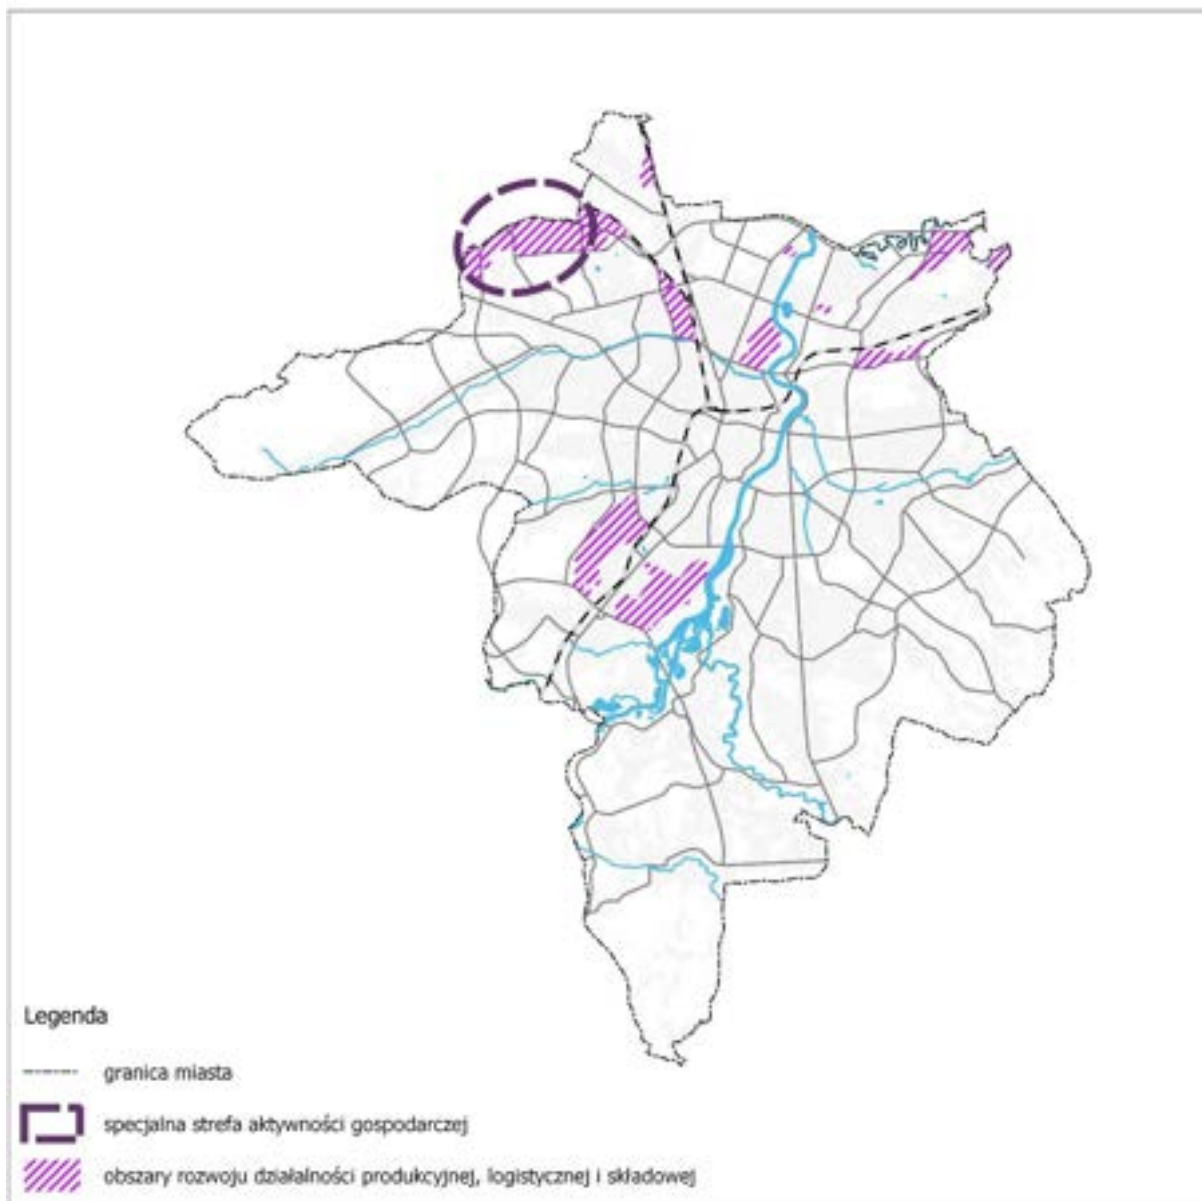 Legenda
granica miasta
specjalna strefa aktywności gospodarczej
obszary rozwoju działalności produkcyjnej, logistycznej i składowej